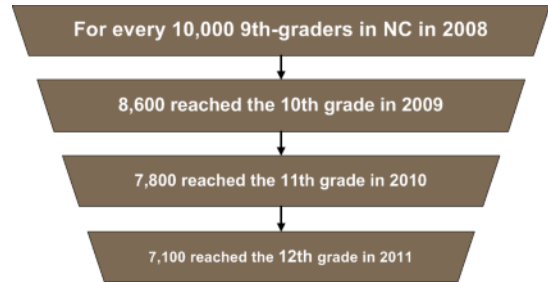 For every 10,000 9th-graders in NC in 2008
8,600 reached the 10th grade in 2009
7,800 reached the 11th grade in 2010
7,100 reached the 12th grade in 2011